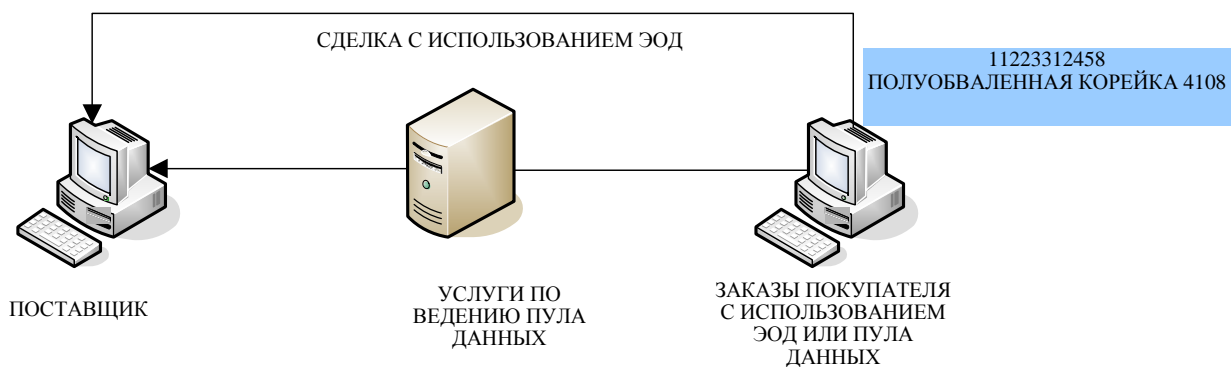 СДЕЛКА С ИСПОЛЬЗОВАНИЕМ ЭОД
11223312458
ПОЛУОБВАЛЕННАЯ КОРЕЙКА 4108
ПОСТАВЩИК
УСЛУГИ ПО
ВЕДЕНИЮ ПУЛА
ДАННЫХ
ЗАКАЗЫ ПОКУПАТЕЛЯ
С ИСПОЛЬЗОВАНИЕМ
ЭОД ИЛИ ПУЛА
ДАННЫХ